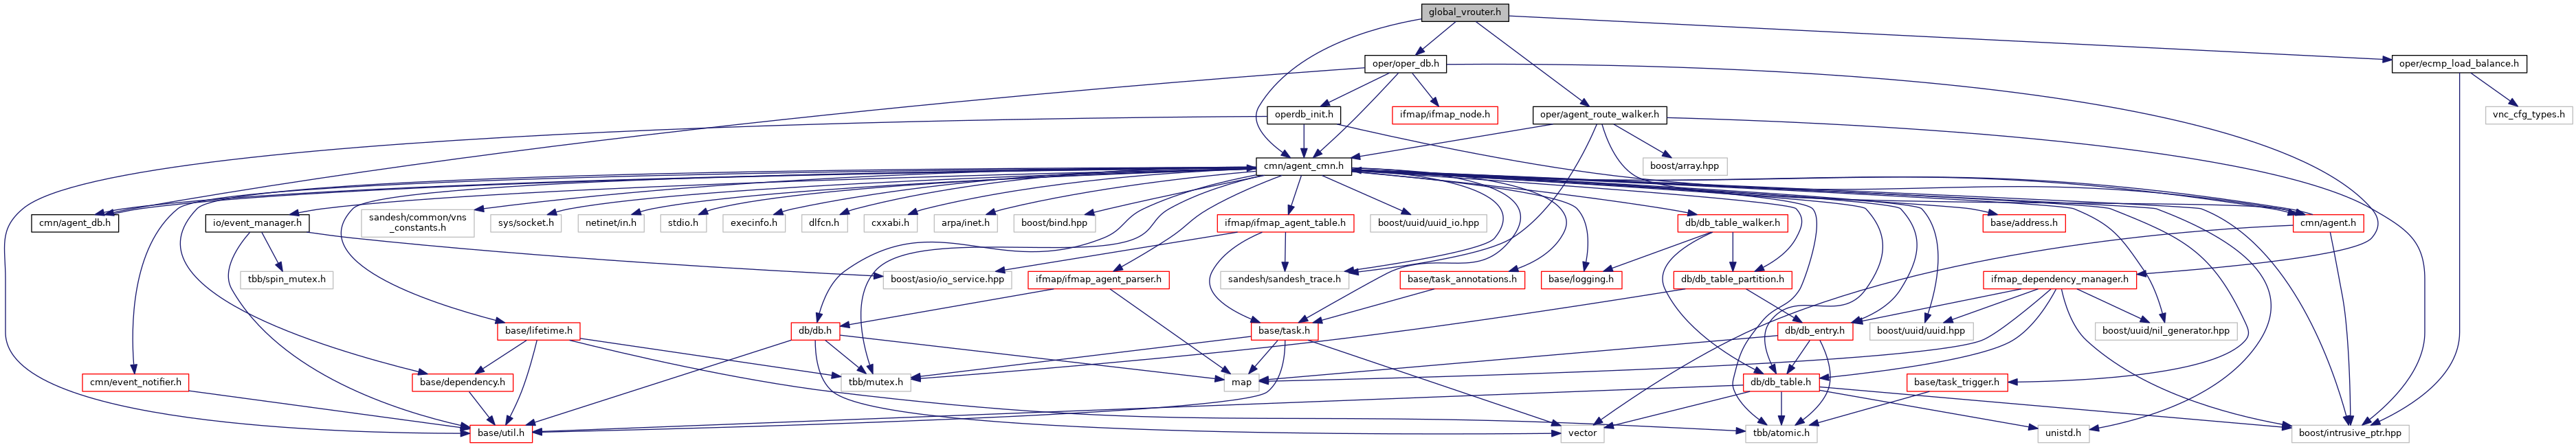 global_vrouter.h
oper/oper_db.h
oper/ecmp_load_balance.h
operdb_init.h
ifmap/ifmap_node.h
oper/agent_route_walker.h
vnc_cfg_types.h
cmn/agent_cmn.h
boost/array.hpp
cmn/agent_db.h
io/event_manager.h
sandesh/common/vns
_constants.h
sys/socket.h
netinet/in.h
stdio.h
execinfo.h
dlfcn.h
cxxabi.h
arpa/inet.h
boost/bind.hpp
ifmap/ifmap_agent_table.h
boost/uuid/uuid_io.hpp
db/db_table_walker.h
base/address.h
cmn/agent.h
tbb/spin_mutex.h
boost/asio/io_service.hpp
ifmap/ifmap_agent_parser.h
sandesh/sandesh_trace.h
base/task_annotations.h
base/logging.h
db/db_table_partition.h
ifmap_dependency_manager.h
base/lifetime.h
db/db.h
base/task.h
db/db_entry.h
boost/uuid/uuid.hpp
boost/uuid/nil_generator.hpp
cmn/event_notifier.h
base/dependency.h
tbb/mutex.h
map
db/db_table.h
base/task_trigger.h
base/util.h
vector
tbb/atomic.h
unistd.h
boost/intrusive_ptr.hpp